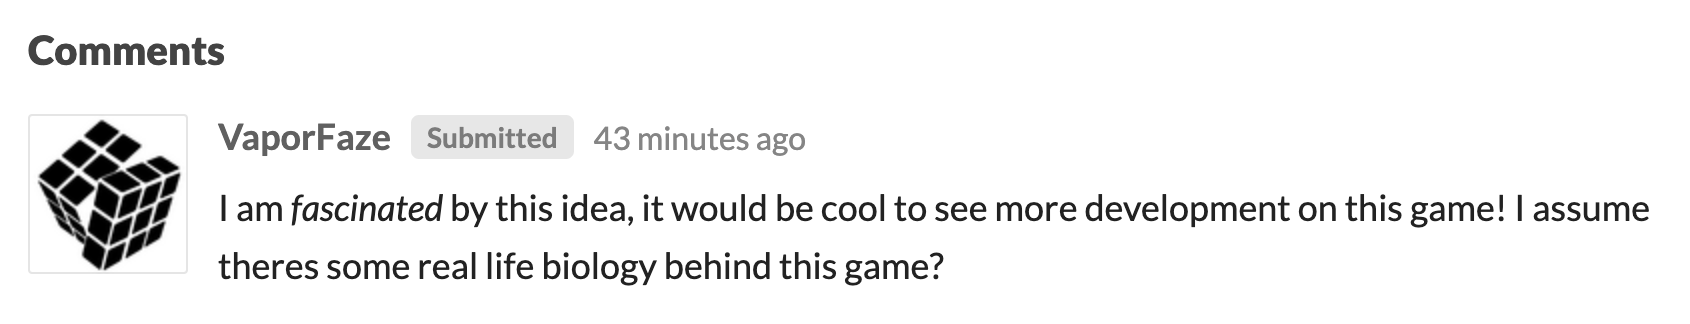 Comments
VaporFaze Submitted 43 minutes ago
I am fascinated by this idea, it would be cool to see more development on this game! I assume
theres some real life biology behind this game?